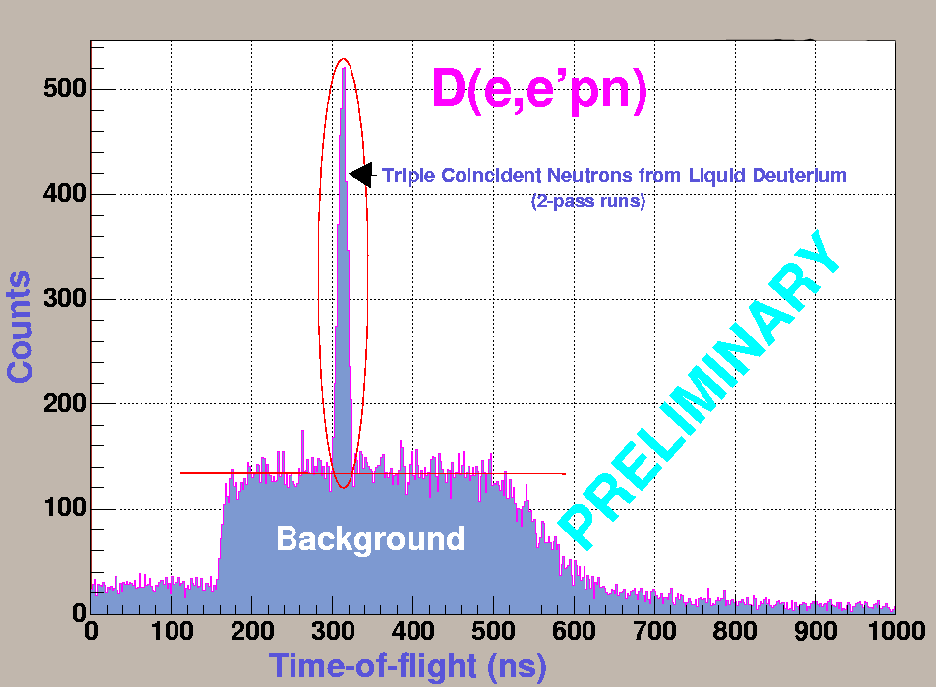 D(e,e'pn)
Triple Coincident Neutrons from Liquid Deuterium
(2-pass runs)
PRELIMINARY
Background
Counts
500
400
300
200
100
0
0 100 200 300 400 500 600 700 800 900 1000
Time-of-flight (ns)